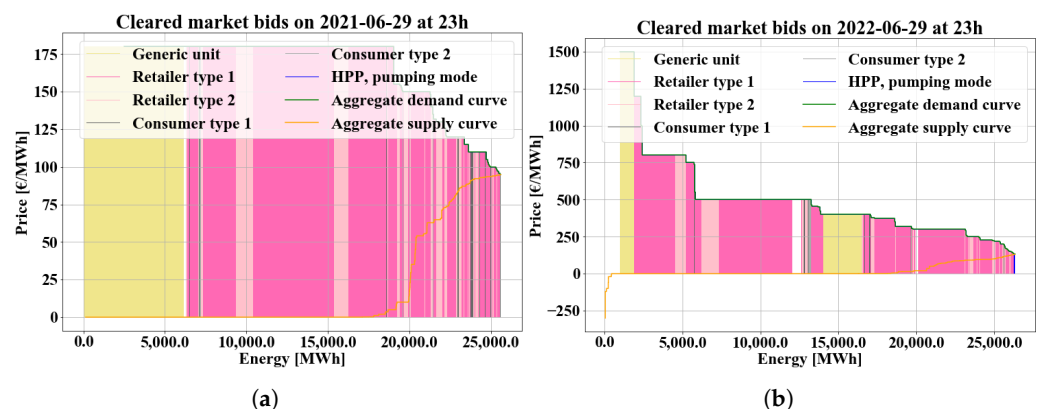 Cleared market bids on 2021-06-29 at 23h
Price [€/MWh]
175
150
125
100
75
50
25
0
Generic unit
Retailer type 1
Retailer type 2
Consumer type 1
Consumer type 2
HPP, pumping mode
Aggregate demand curve
Aggregate supply curve
0.0 5,000.0 10,000.0 15,000.0 20,000.0 25,000.0
Energy [MWh]
(a)
Cleared market bids on 2022-06-29 at 23h
Price [€/MWh]
1500
1250
1000
750
500
250
0
−250
Generic unit
Retailer type 1
Retailer type 2
Consumer type 1
Consumer type 2
HPP, pumping mode
Aggregate demand curve
Aggregate supply curve
0.0 5,000.0 10,000.0 15,000.0 20,000.0 25,000.0
Energy [MWh]
(b)